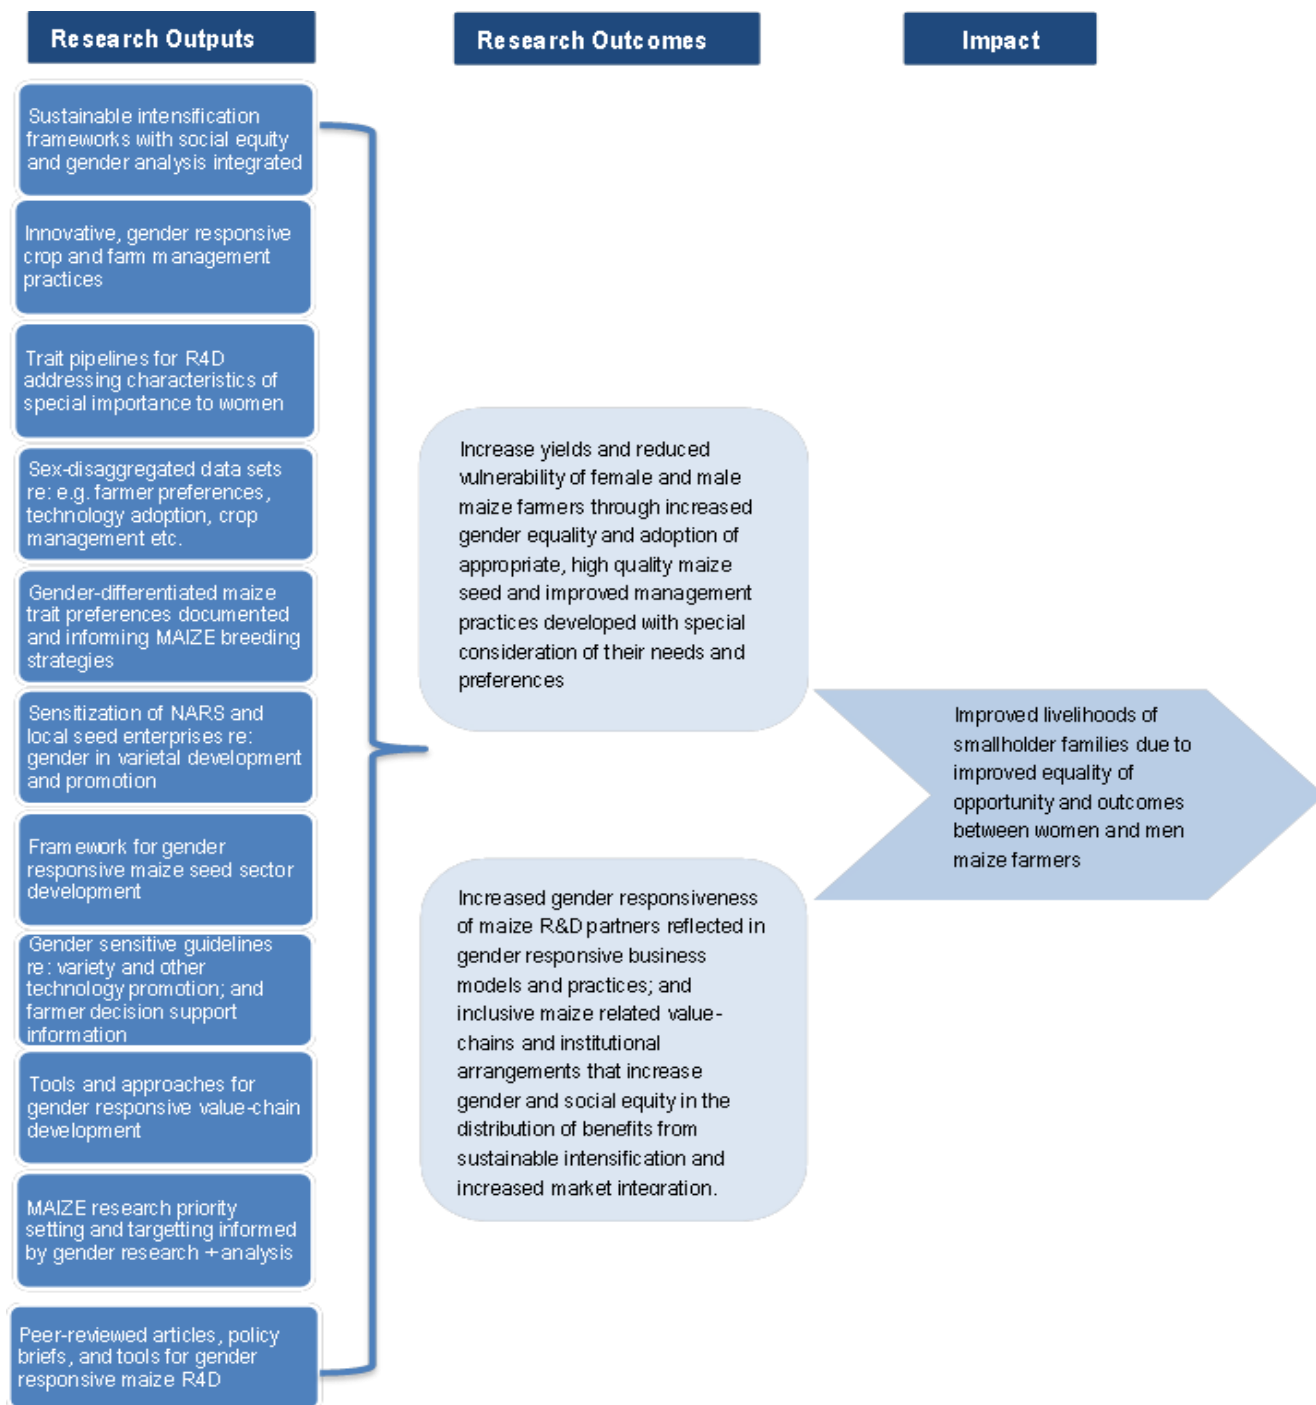 Research Outputs
Research Outcomes
Impact
Sustainable intensification
frameworks with social equity
and gender analysis integrated
Innovative, gender responsive
crop and farm management
practices
Trait pipelines for R4D
addressing characteristics of
special importance to women
Sex-disaggregated data sets
re: e.g. farmer preferences,
technology adoption, crop
management etc.
Gender-differentiated maize
trait preferences documented
and informing MAIZE breeding
strategies
Sensitization of NARS and
local seed enterprises re:
gender in varietal development
and promotion
Framework for gender
responsive maize seed sector
development
Gender sensitive guidelines
re: variety and other
technology promotion; and
farmer decision support
information
Tools and approaches for
gender responsive value-chain
development
MAIZE research priority
setting and targetting informed
by gender research + analysis
Peer-reviewed articles, policy
briefs, and tools for gender
responsive maize R4D
Increase yields and reduced
vulnerability of female and male
maize farmers through increased
gender equality and adoption of
appropriate, high quality maize
seed and improved management
practices developed with special
consideration of their needs and
preferences
Increased gender responsiveness
of maize R&D partners reflected in
gender responsive business
models and practices; and
inclusive maize related value-
chains and institutional
arrangements that increase
gender and social equity in the
distribution of benefits from
sustainable intensification and
increased market integration.
Improved livelihoods of
smallholder families due to
improved equality of
opportunity and outcomes
between women and men
maize farmers